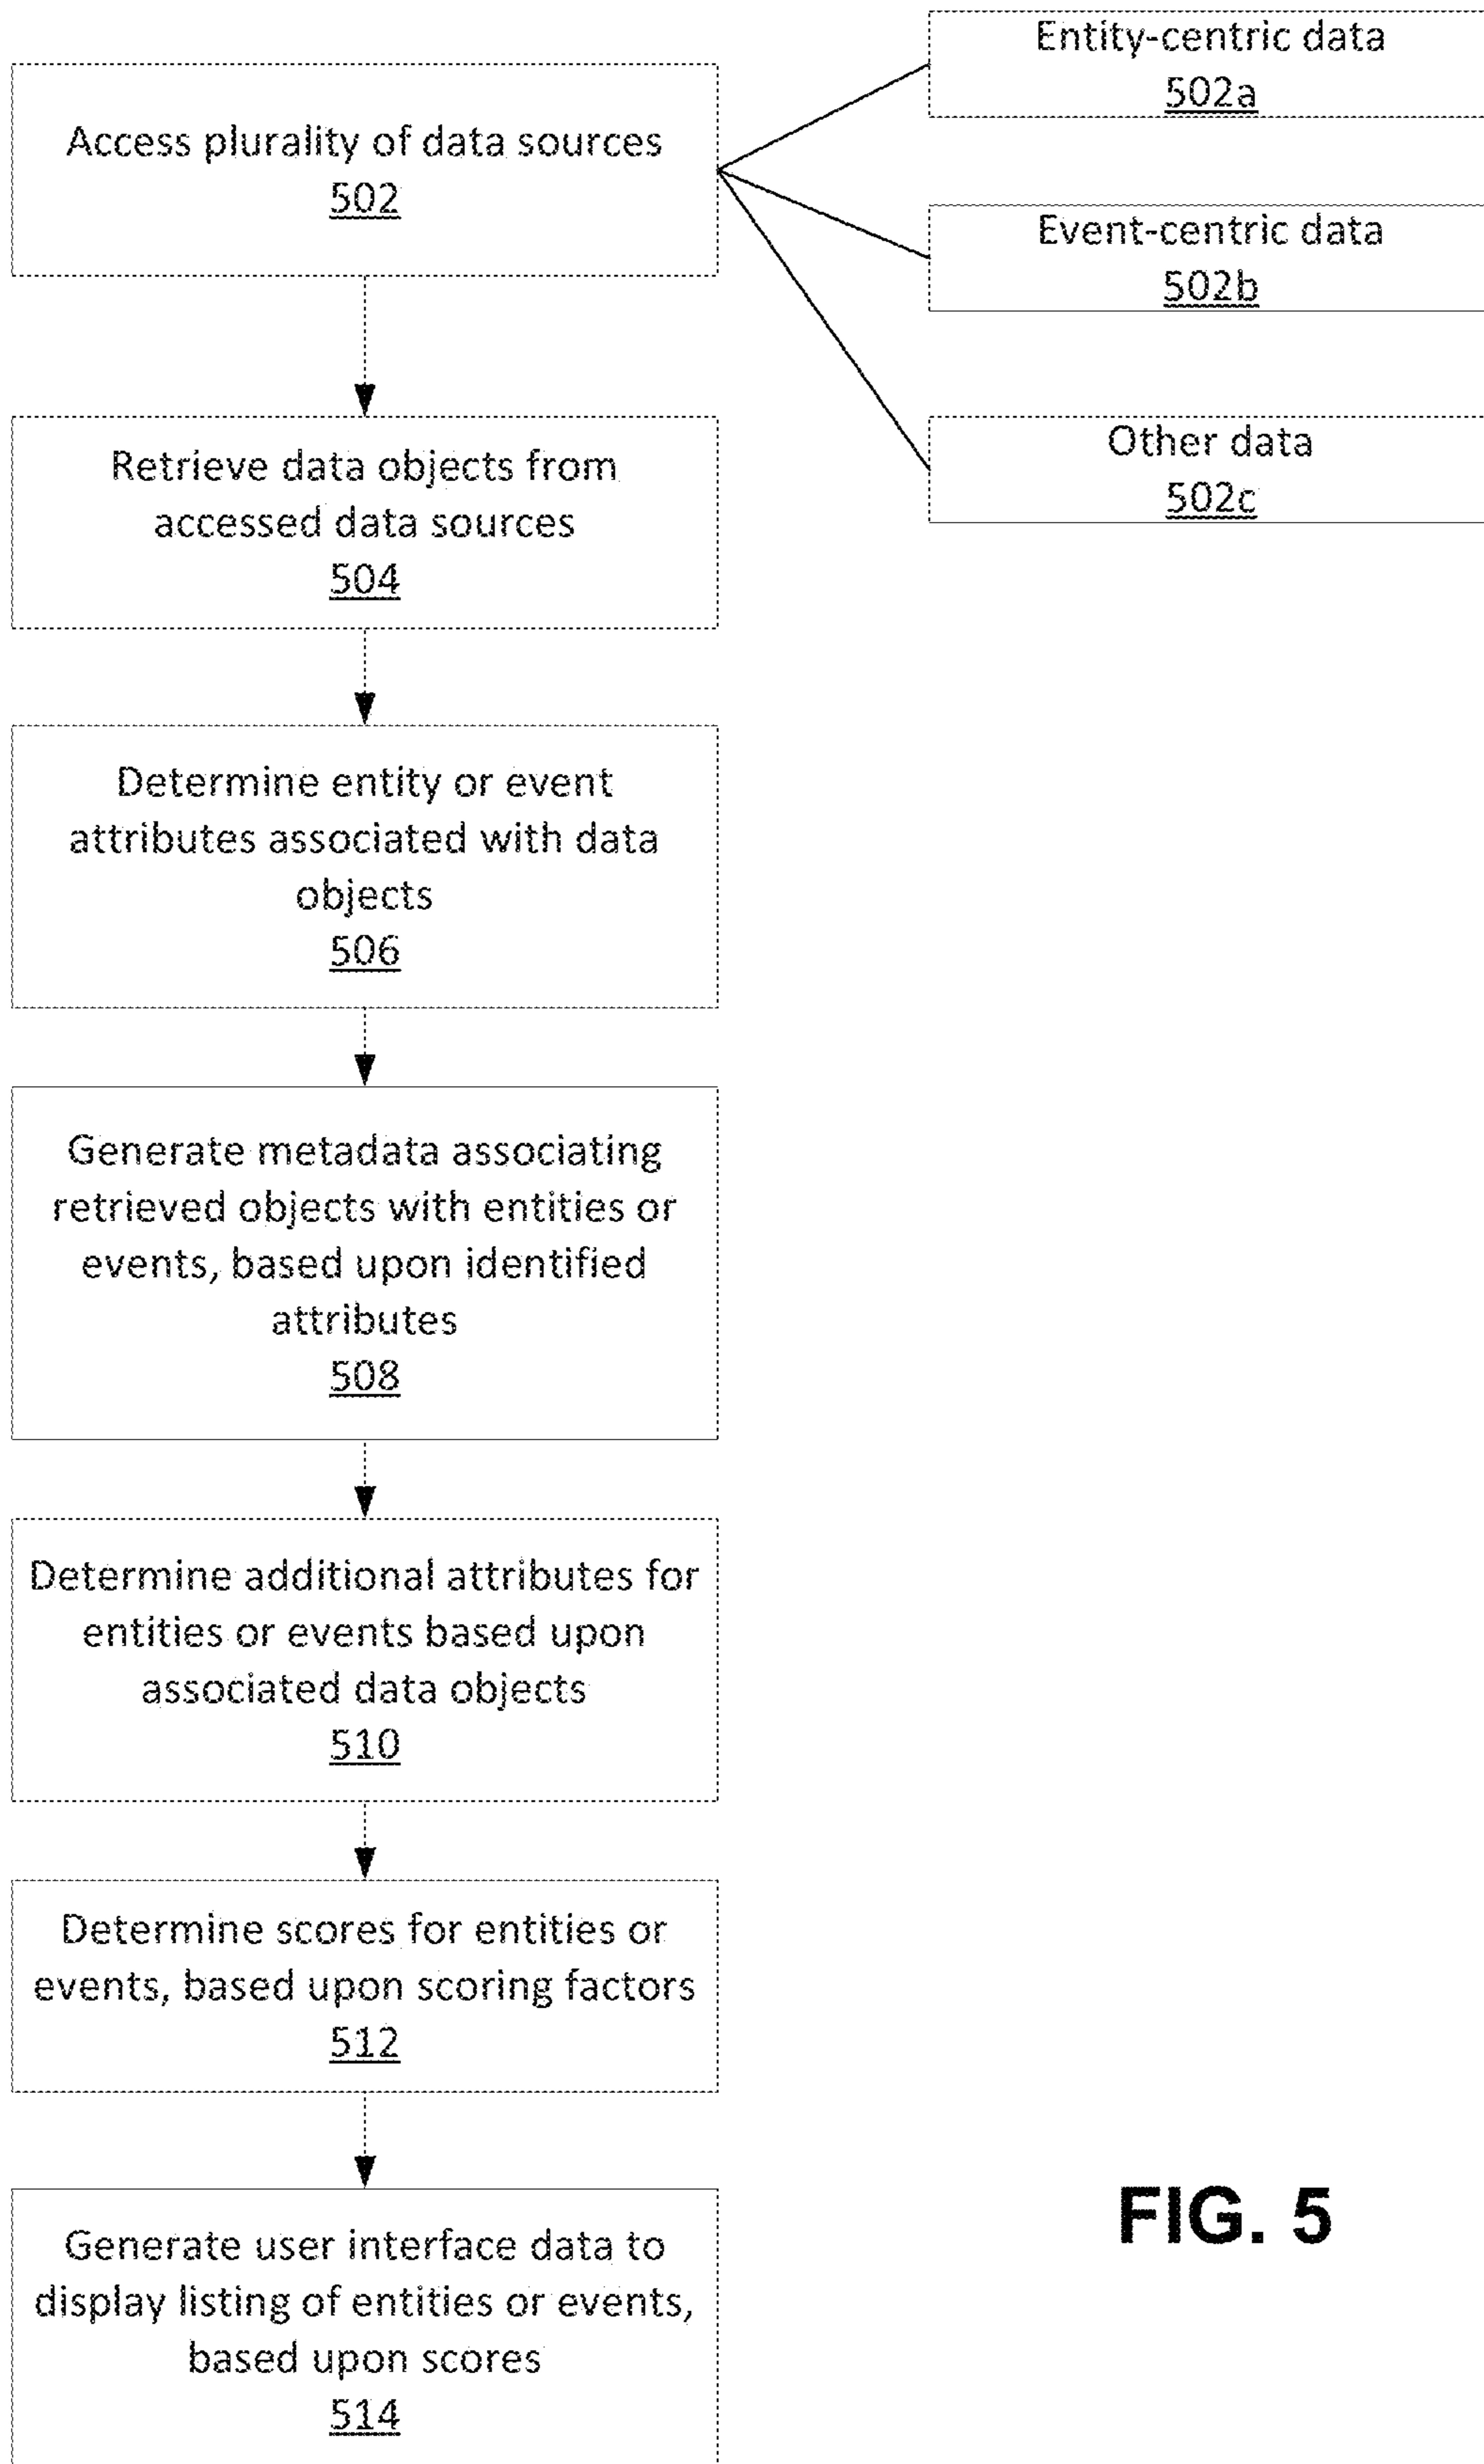 Access plurality of data sources
502
Entity-centric data
502a
Event-centric data
502b
Other data
502c
Retrieve data objects from
accessed data sources
504
Determine entity or event
attributes associated with data
objects
506
Generate metadata associating
retrieved objects with entities or
events, based upon identified
attributes
508
Determine additional attributes for
entities or events based upon
associated data objects
510
Determine scores for entities or
events, based upon scoring factors
512
Generate user interface data to
display listing of entities or events,
based upon scores
514
FIG. 5